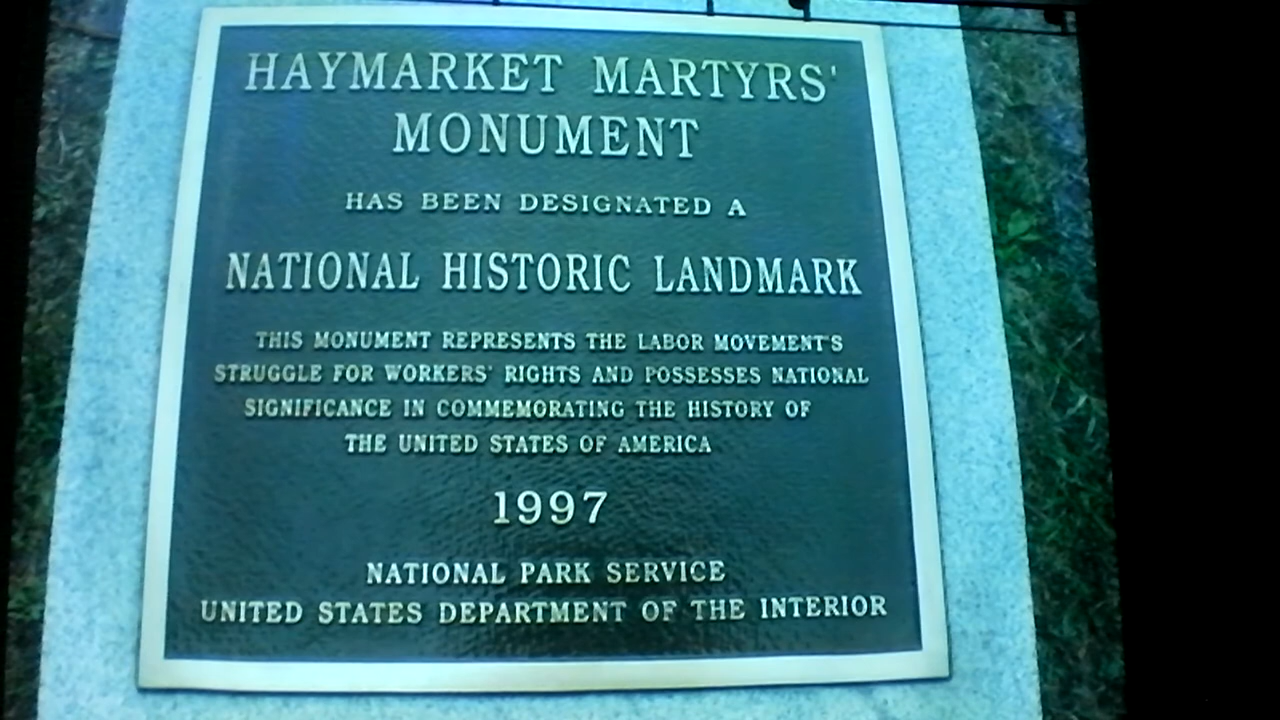 HAYMARKET MARTYRS'
MONUMENT
HAS BEEN DESIGNATED A
NATIONAL HISTORIC LANDMARK
THIS MONUMENT REPRESENTS THE LABOR MOVEMENT'S
STRUGGLE FOR WORKERS' RIGHTS AND POSSESSES NATIONAL
SIGNIFICANCE IN COMMEMORATING THE HISTORY OF
THE UNITED STATES OF AMERICA
1997
NATIONAL PARK SERVICE
UNITED STATES DEPARTMENT OF THE INTERIOR